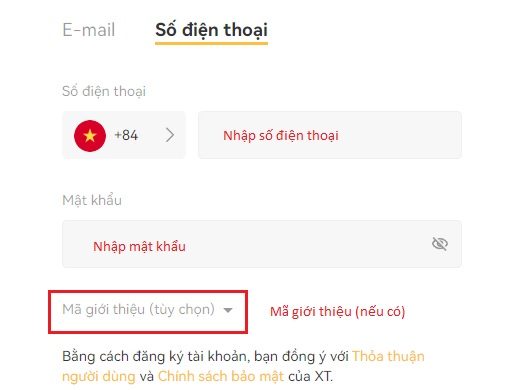 E-mail Số điện thoại
Số điện thoại
+84 Nhập số điện thoại
Mật khẩu
Nhập mật khẩu
Mã giới thiệu (tùy chọn) Mã giới thiệu (nếu có)
Bằng cách đăng ký tài khoản, bạn đồng ý với Thỏa thuận
người dùng và Chính sách bảo mật của XT.